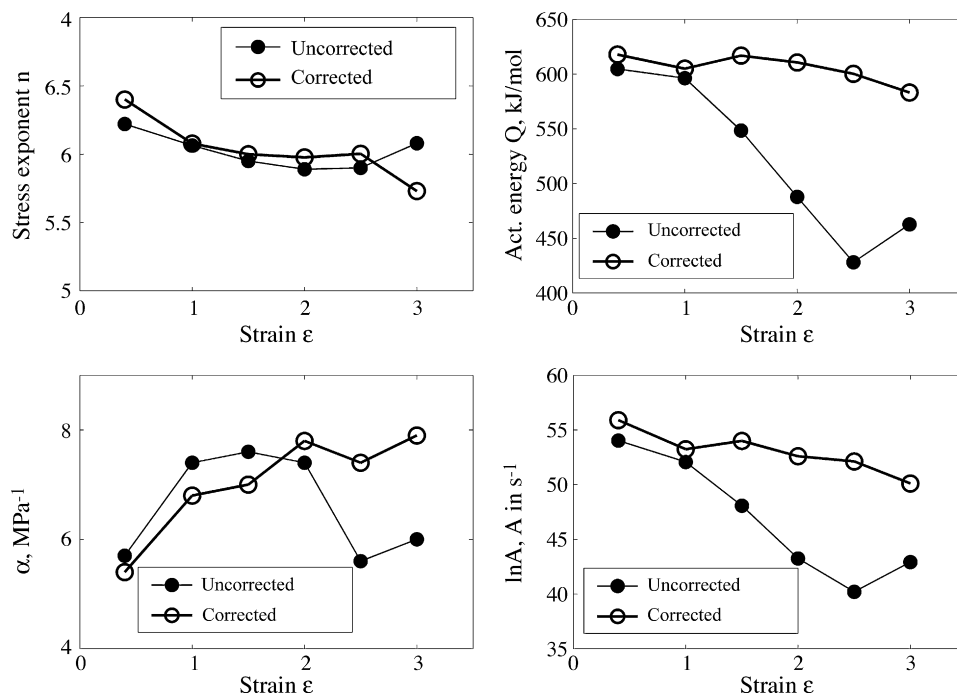 4
6.5
6
5.5
5
0
1
2
3
Stress exponent n
Strain ε
Uncorrected
Corrected
650
600
550
500
450
400
0
1
2
3
Act. energy Q, kJ/mol
Strain ε
Uncorrected
Corrected
8
6
4
0
1
2
3
α, MPa⁻¹
Strain ε
Uncorrected
Corrected
60
55
50
45
40
35
0
1
2
3
lnA, A in s⁻¹
Strain ε
Uncorrected
Corrected